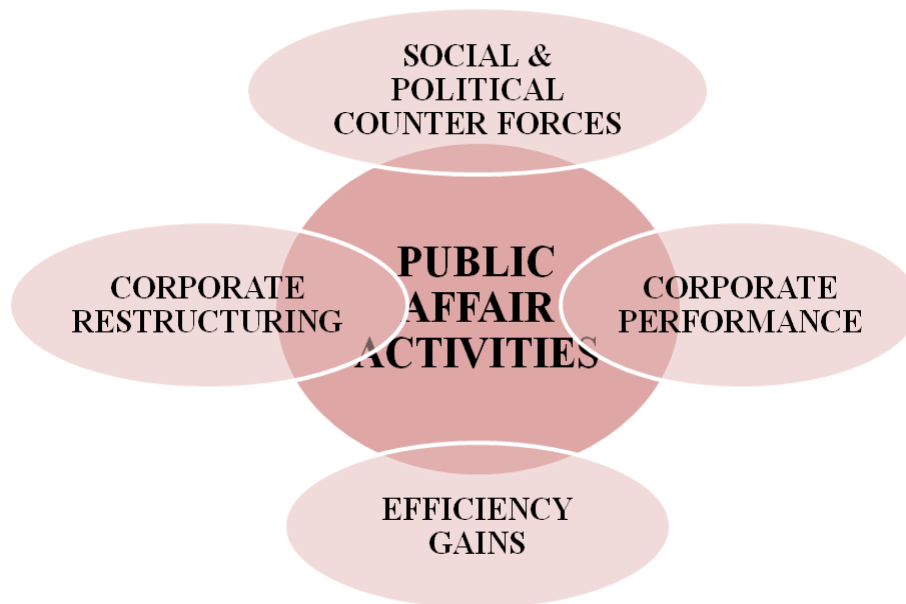 SOCIAL &
POLITICAL
COUNTER FORCES
PUBLIC
AFFAIR
ACTIVITIES
CORPORATE
RESTRUCTURING
CORPORATE
PERFORMANCE
EFFICIENCY
GAINS